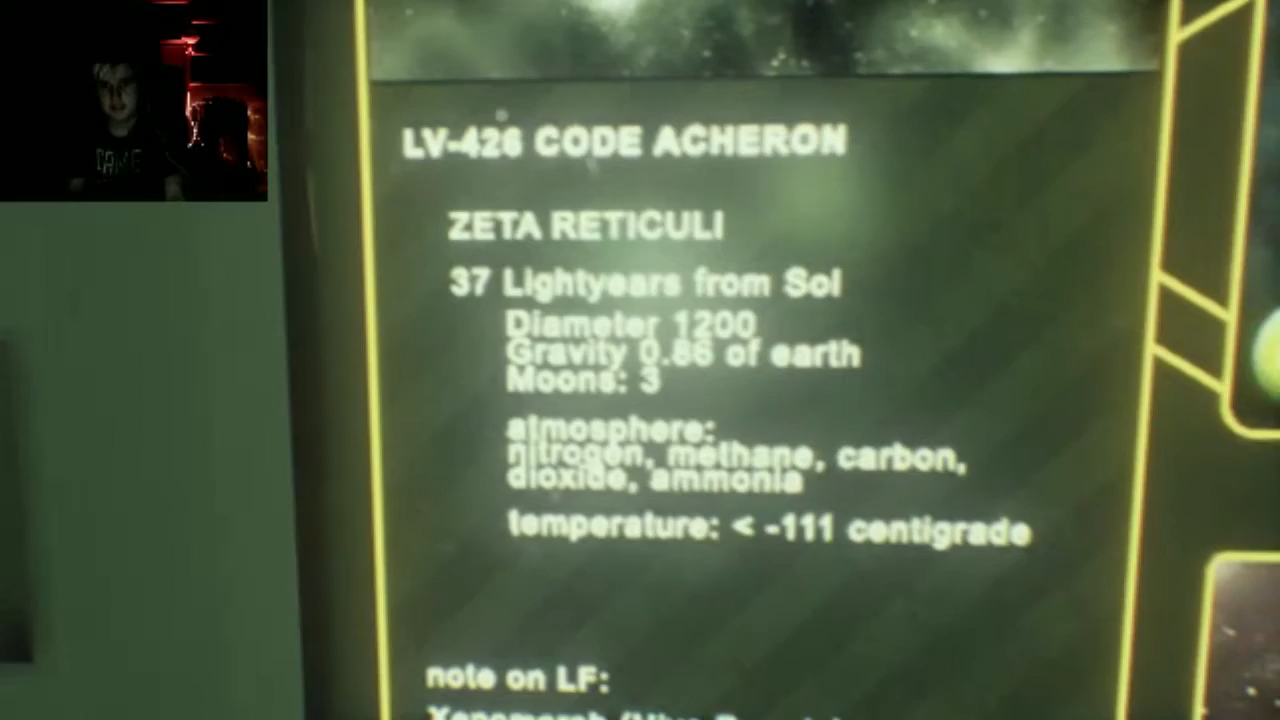 LV-426 CODE ACHERON
ZETA RETICULI
37 Lightyears from Sol
Diameter 1200
Gravity 0.86 of earth
Moons: 3
atmosphere:
nitrogen, methane, carbon,
dioxide, ammonia
temperature: < -111 centigrade
note on LF: